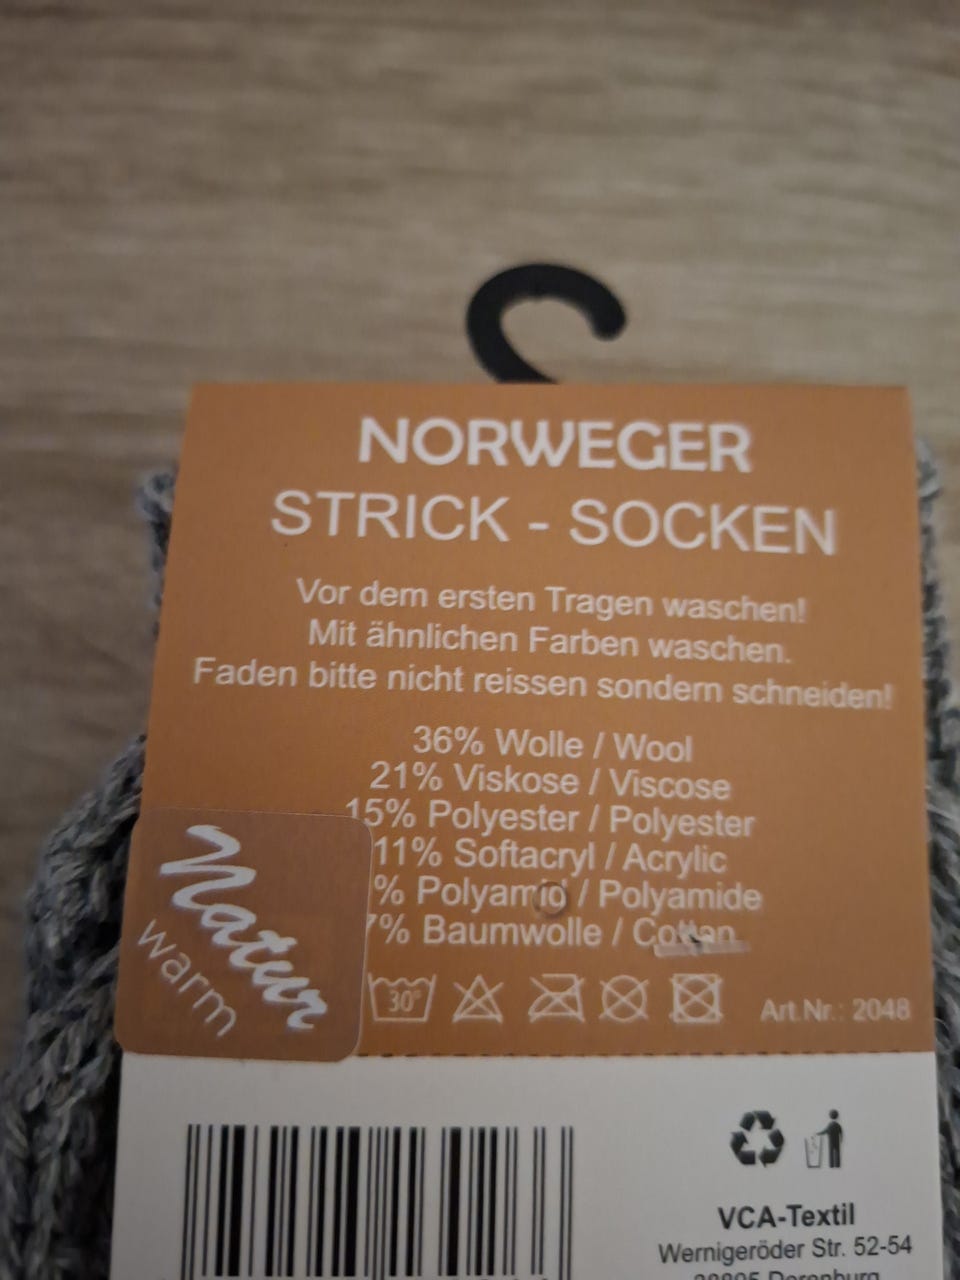 NORWEGER
STRICK - SOCKEN
Vor dem ersten Tragen waschen!
Mit ähnlichen Farben waschen.
Faden bitte nicht reissen sondern schneiden!
36% Wolle / Wool
21% Viskose / Viscose
15% Polyester / Polyester
11% Softacryl / Acrylic
% Polyamid / Polyamide
7% Baumwolle / Cotton
Natur
warm
30°
Art.Nr.: 2048
VCA-Textil
Wernigeröder Str. 52-54